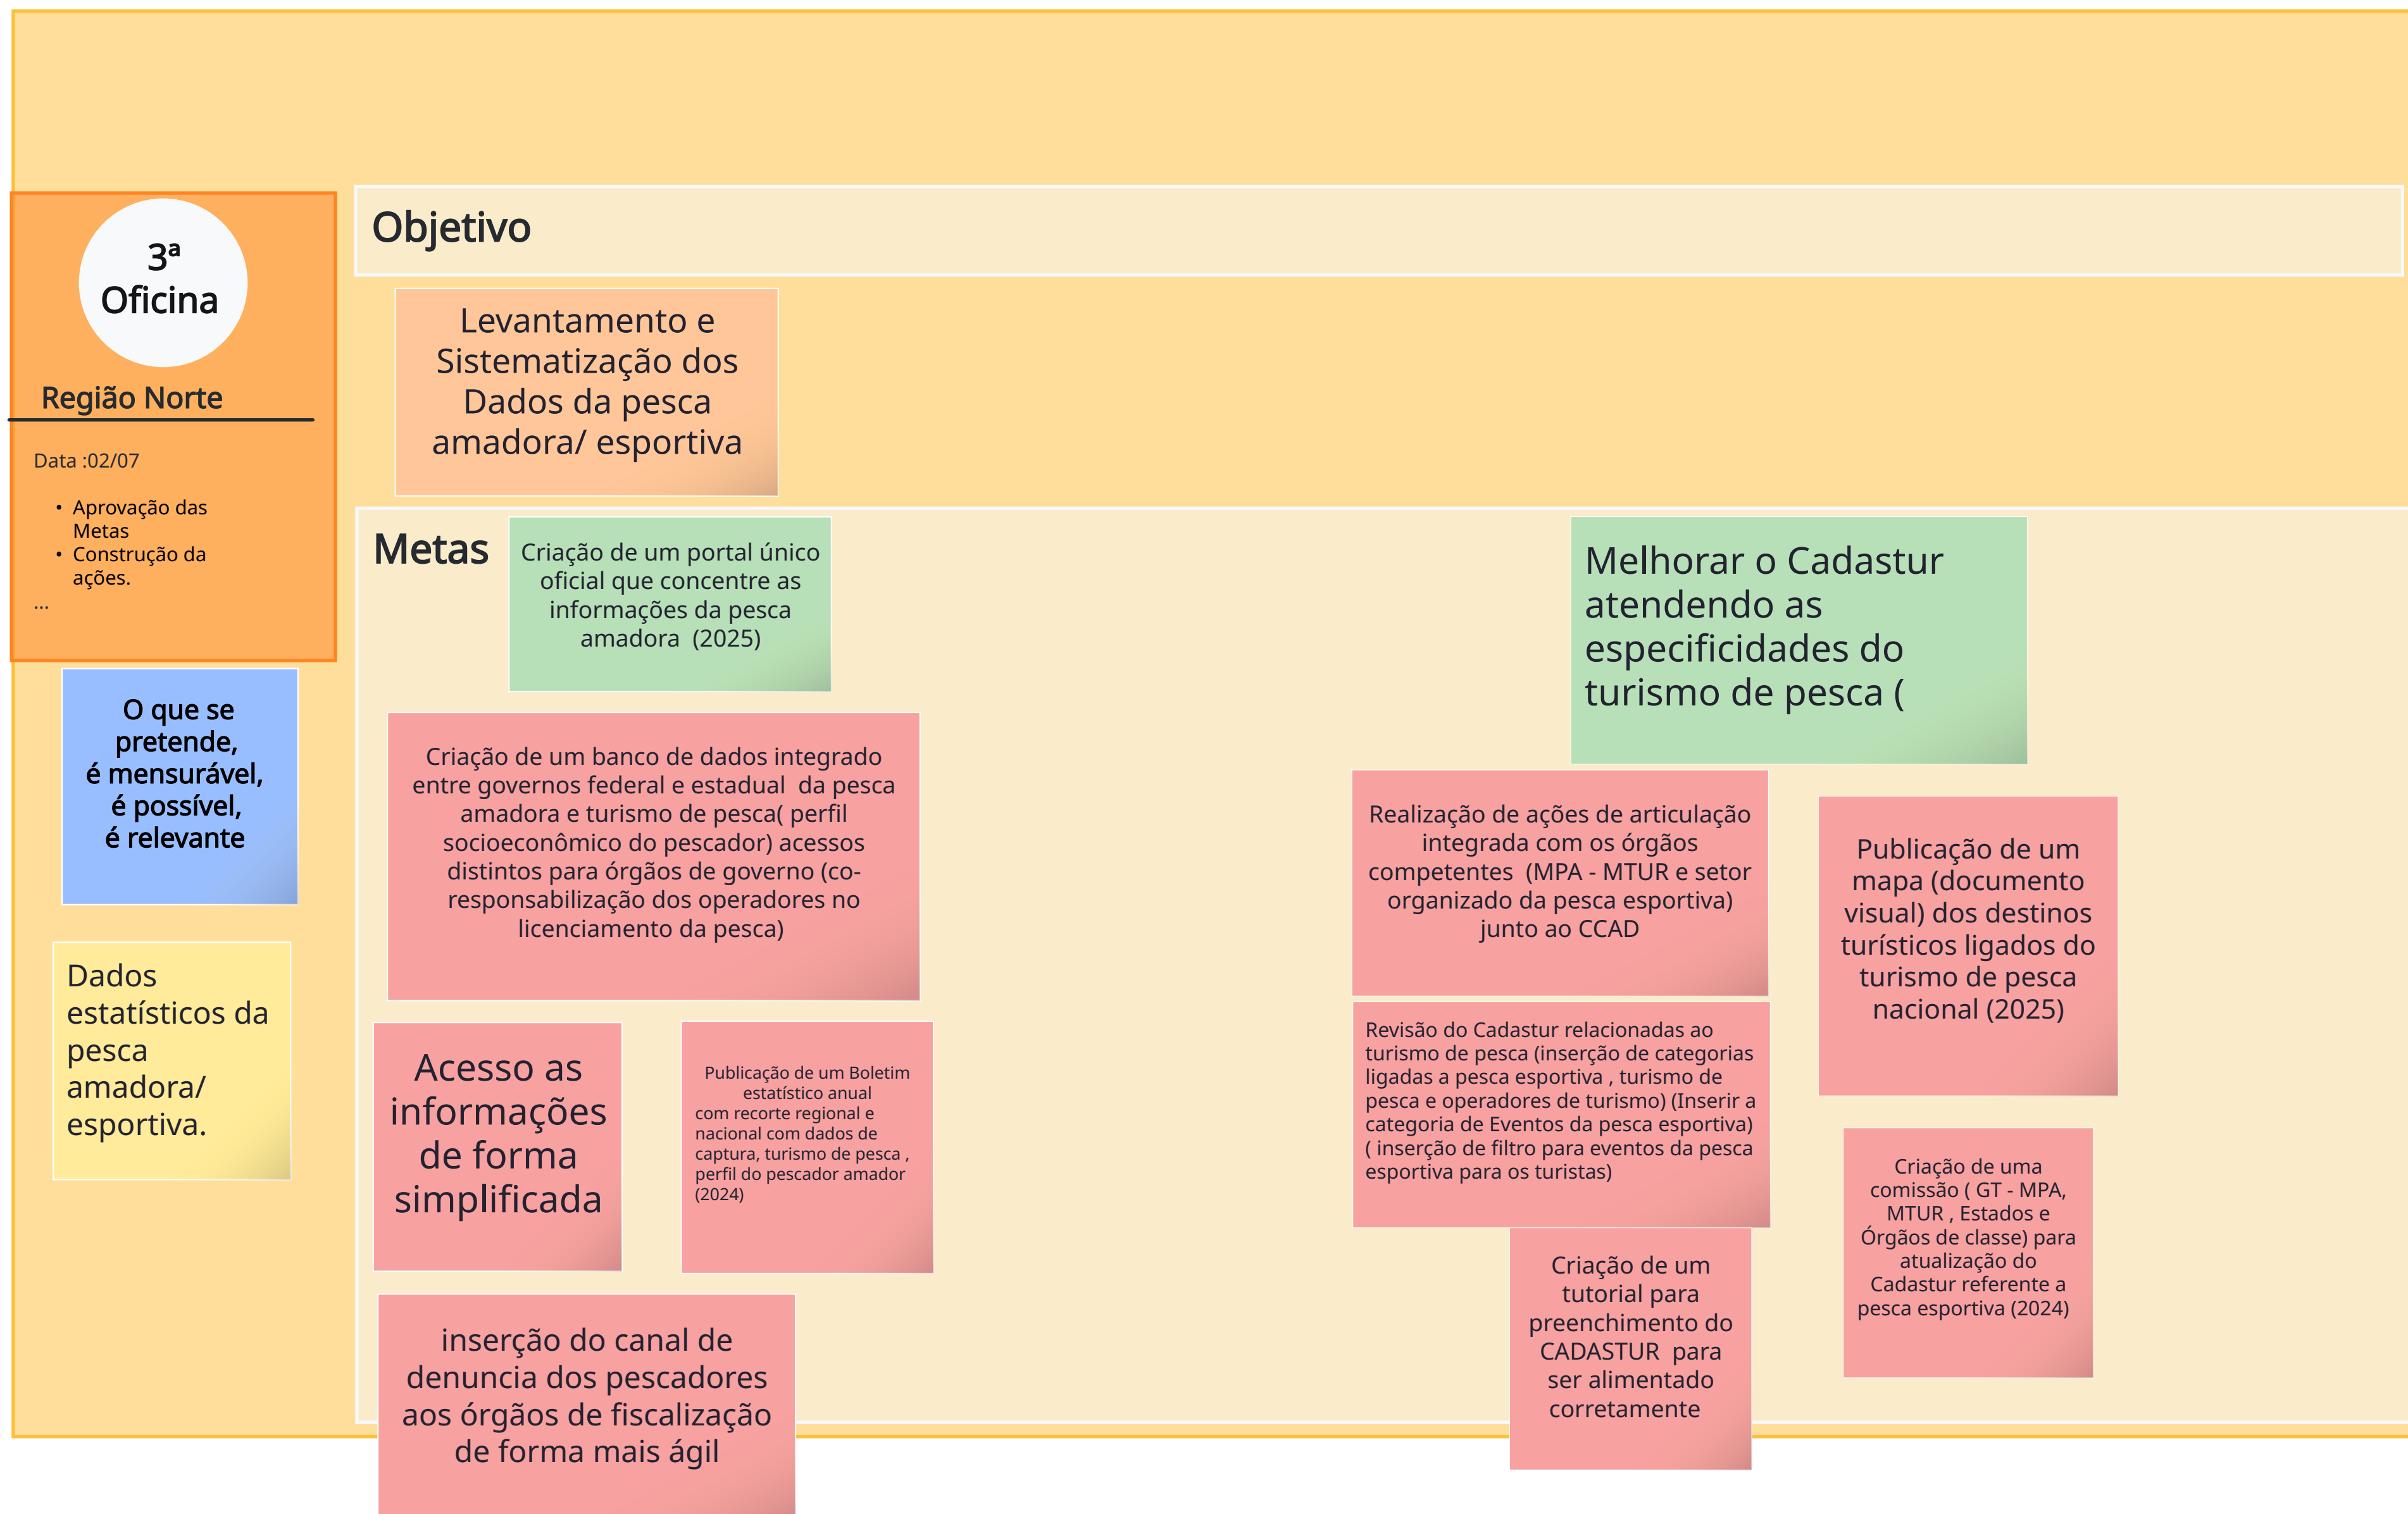 3ª
Oficina
Região Norte
Data :02/07
• Aprovação das
Metas
• Construção da
ações.
...
O que se
pretende,
é mensurável,
é possível,
é relevante
Dados
estatísticos da
pesca
amadora/
esportiva.
Objetivo
Levantamento e
Sistematização dos
Dados da pesca
amadora/ esportiva
Metas
Criação de um portal único
oficial que concentre as
informações da pesca
amadora (2025)
Criação de um banco de dados integrado
entre governos federal e estadual da pesca
amadora e turismo de pesca( perfil
socioeconômico do pescador) acessos
distintos para órgãos de governo (co-
responsabilização dos operadores no
licenciamento da pesca)
Acesso as
informações
de forma
simplificada
Publicação de um Boletim
estatístico anual
com recorte regional e
nacional com dados de
captura, turismo de pesca ,
perfil do pescador amador
(2024)
inserção do canal de
denuncia dos pescadores
aos órgãos de fiscalização
de forma mais ágil
Melhorar o Cadastur
atendendo as
especificidades do
turismo de pesca (
Realização de ações de articulação
integrada com os órgãos
competentes (MPA - MTUR e setor
organizado da pesca esportiva)
junto ao CCAD
Revisão do Cadastur relacionadas ao
turismo de pesca (inserção de categorias
ligadas a pesca esportiva , turismo de
pesca e operadores de turismo) (Inserir a
categoria de Eventos da pesca esportiva)
( inserção de filtro para eventos da pesca
esportiva para os turistas)
Criação de um
tutorial para
preenchimento do
CADASTUR para
ser alimentado
corretamente
Publicação de um
mapa (documento
visual) dos destinos
turísticos ligados do
turismo de pesca
nacional (2025)
Criação de uma
comissão ( GT - MPA,
MTUR , Estados e
Órgãos de classe) para
atualização do
Cadastur referente a
pesca esportiva (2024)